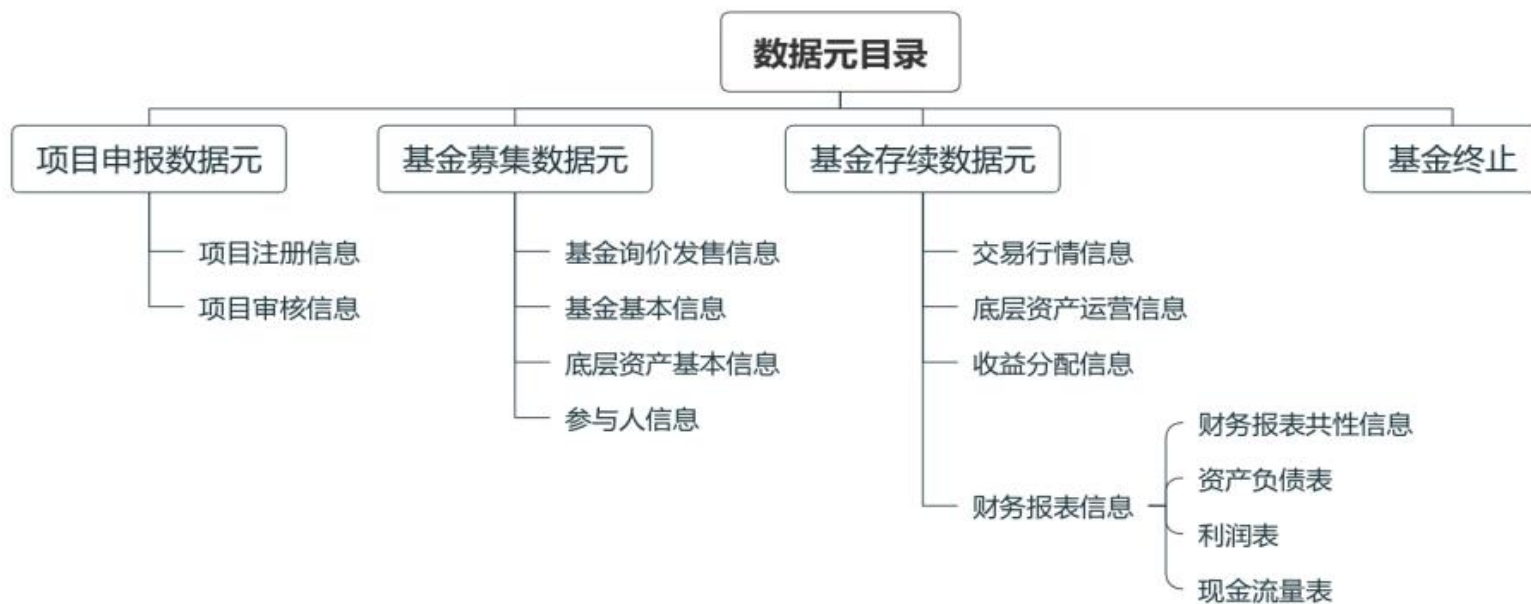 数据元目录
项目申报数据元
基金募集数据元
基金存续数据元
基金终止
项目注册信息
项目审核信息
基金询价发售信息
基金基本信息
底层资产基本信息
参与人信息
交易行情信息
底层资产运营信息
收益分配信息
财务报表信息
财务报表共性信息
资产负债表
利润表
现金流量表